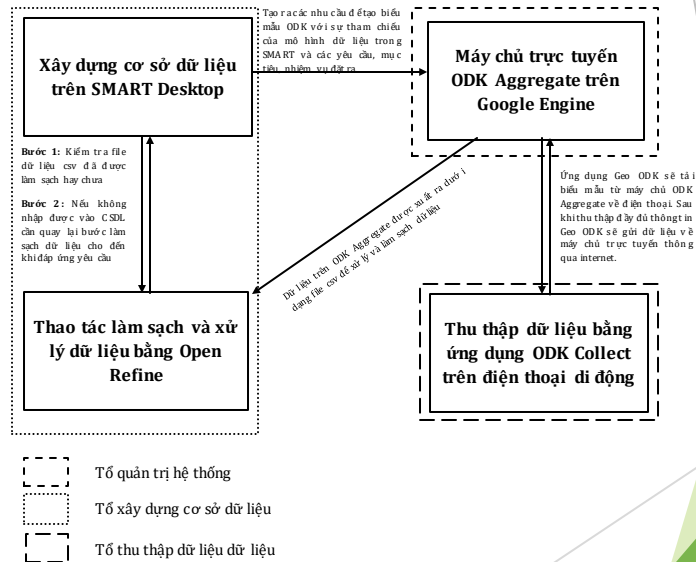 Xây dựng cơ sở dữ liệu
trên SMART Desktop
Tạo ra các nhu cầu để tạo biểu
mẫu ODK với sự tham chiếu
của mô hình dữ liệu trong
SMART và các yêu cầu, mục
tiêu, nhiệm vụ đặt ra
Máy chủ trực tuyến
ODK Aggregate trên
Google Engine
Bước 1: Kiểm tra file
dữ liệu csv đã được
làm sạch hay chưa
Bước 2: Nếu không
nhập được vào CSDL
cần quay lại bước làm
sạch dữ liệu cho đến
khi đáp ứng yêu cầu
Dữ liệu trên ODK Aggregate được xuất ra dưới
dạng file csv để xử lý và làm sạch dữ liệu
Ứng dụng Geo ODK sẽ tải
biểu mẫu từ máy chủ ODK
Aggregate về điện thoại. Sau
khi thu thập đầy đủ thông tin
Geo ODK sẽ gửi dữ liệu về
máy chủ trực tuyến thông
qua internet.
Thao tác làm sạch và xử
lý dữ liệu bằng Open
Refine
Thu thập dữ liệu bằng
ứng dụng ODK Collect
trên điện thoại di động
Tổ quản trị hệ thống
Tổ xây dựng cơ sở dữ liệu
Tổ thu thập dữ liệu dữ liệu